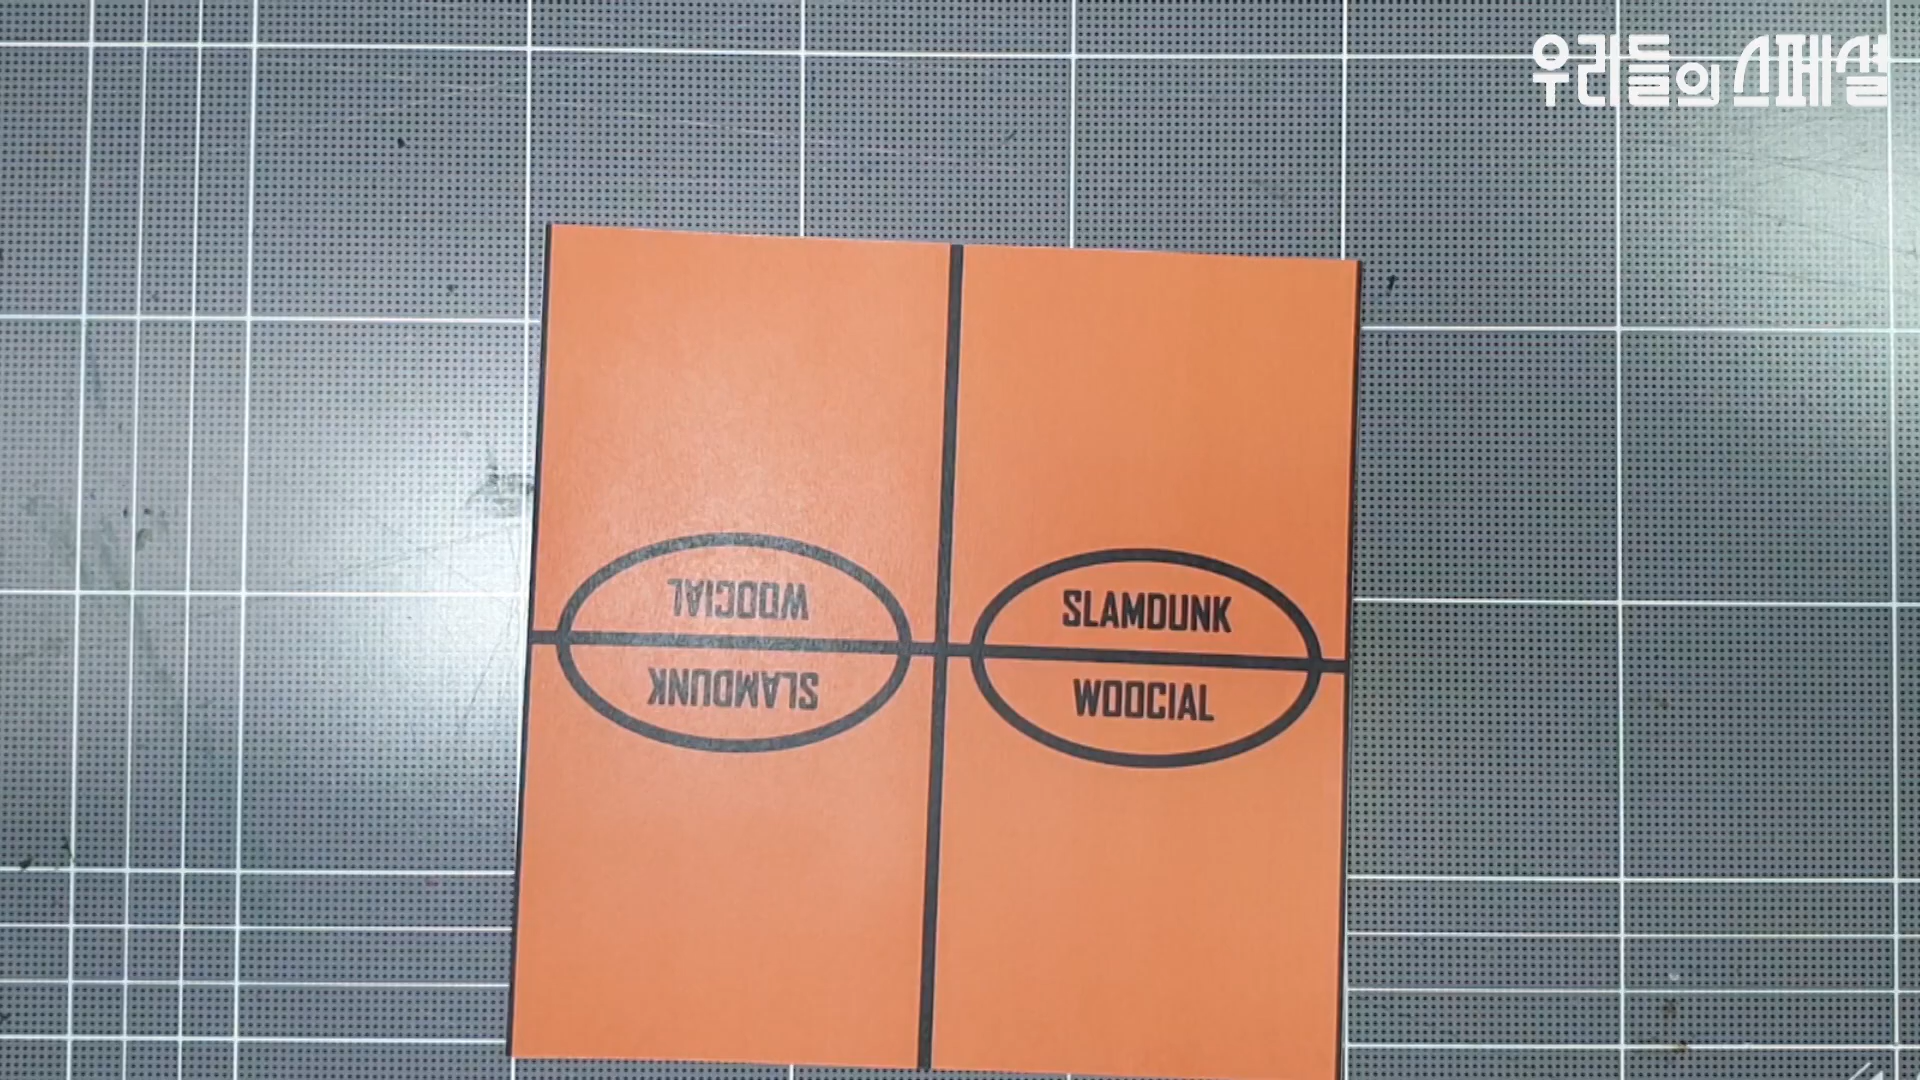 우리들의 스페셜
WOOCIAL
SLAMDUNK
SLAMDUNK
WOOCIAL